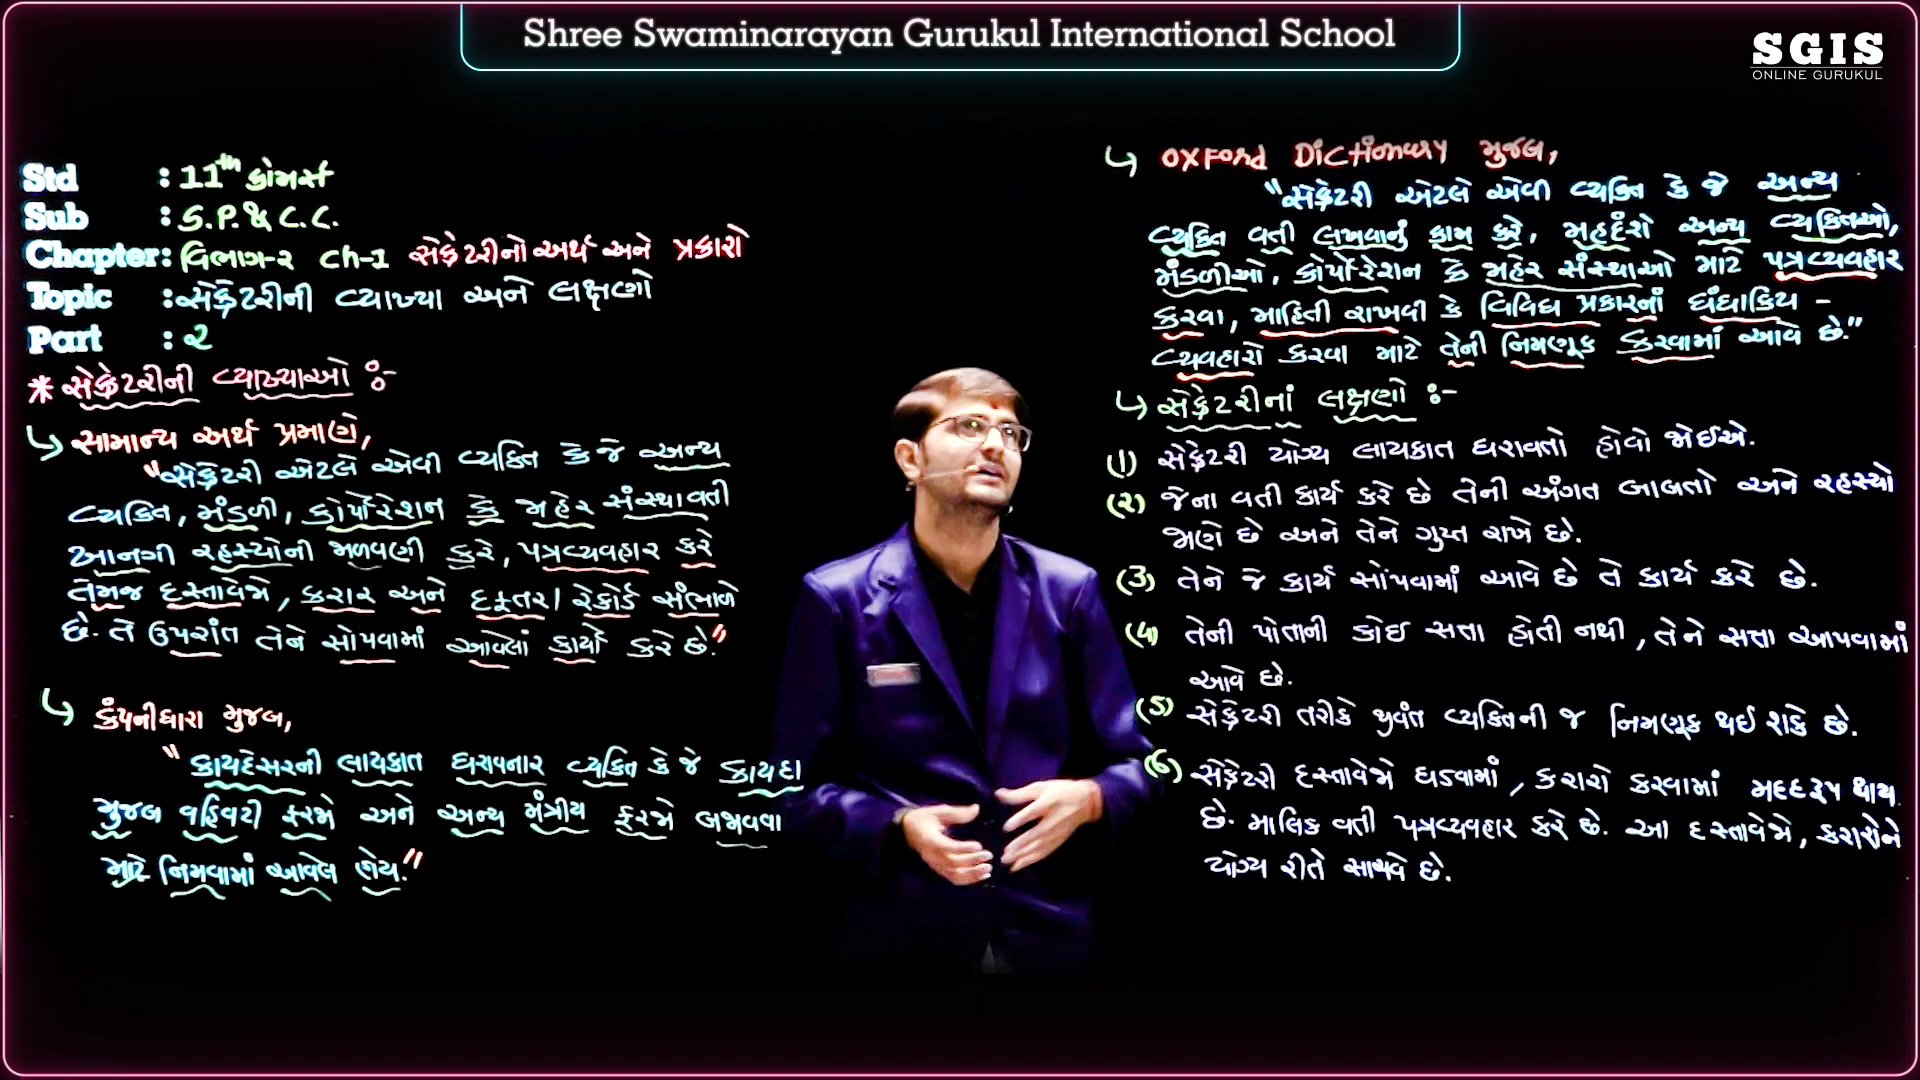 Shree Swaminarayan Gurukul International School
SGIS
ONLINE GURUKUL
Std : 11th કોમર્સ
Sub : S.P. & C.C.
Chapter: વિભાગ-૨ Ch-1 સેક્રેટરીનો અર્થ અને પ્રકારો
Topic : સેક્રેટરીની વ્યાખ્યા અને લક્ષણો
Part : ૨
* સેક્રેટરીની વ્યાખ્યાઓ :-
↳ સામાન્ય અર્થ પ્રમાણે,
"સેક્રેટરી એટલે એવી વ્યક્તિ કે જે અન્ય
વ્યક્તિ, મંડળી, કોર્પોરેશન કે જાહેર સંસ્થાવતી
ખાનગી રહસ્યોની જાળવણી કરે, પત્રવ્યવહાર કરે
તેમજ દસ્તાવેજો, કરાર અને દફતર/રેકોર્ડ સંભાળે
છે. તે ઉપરાંત તેને સોંપવામાં આવેલાં કાર્યો કરે છે."
↳ કંપનીધારા મુજબ,
"કાયદેસરની લાયકાત ધરાવનાર વ્યક્તિ કે જે કાયદા
મુજબ વહિવટી ફરજો અને અન્ય મંત્રીય ફરજો બજાવવા
માટે નિમવામાં આવેલ હોય."
↳ Oxford Dictionary મુજબ,
"સેક્રેટરી એટલે એવી વ્યક્તિ કે જે અન્ય
વ્યક્તિ વતી લખવાનું કામ કરે, મહદંશે અન્ય વ્યક્તિઓ,
મંડળીઓ, કોર્પોરેશન કે જાહેર સંસ્થાઓ માટે પત્રવ્યવહાર
કરવા, માહિતી રાખવી કે વિવિધ પ્રકારનાં ધંધાકિય -
વ્યવહારો કરવા માટે તેની નિમણૂક કરવામાં આવે છે."
↳ સેક્રેટરીનાં લક્ષણો :-
(૧) સેક્રેટરી યોગ્ય લાયકાત ધરાવતો હોવો જોઈએ.
(૨) જેના વતી કાર્ય કરે છે તેની અંગત બાબતો અને રહસ્યો
જાણે છે અને તેને ગુપ્ત રાખે છે.
(3) તેને જે કાર્ય સોંપવામાં આવે છે તે કાર્ય કરે છે.
(4) તેની પોતાની કોઇ સત્તા હોતી નથી, તેને સત્તા આપવામાં
આવે છે.
(5) સેક્રેટરી તરીકે જીવંત વ્યક્તિની જ નિમણૂક થઈ શકે છે.
(6) સેક્રેટરી દસ્તાવેજો ઘડવામાં, કરારો કરવામાં મદદરૂપ થાય
છે. માલિક વતી પત્રવ્યવહાર કરે છે. આ દસ્તાવેજો, કરારોને
યોગ્ય રીતે સાચવે છે.